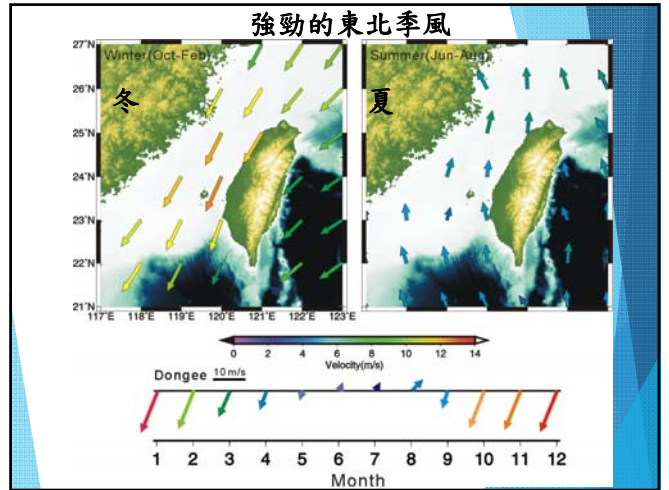 強勁的東北季風
Winter(Oct-Feb)
冬
27°N
26°N
25°N
24°N
23°N
22°N
21°N
117°E 118°E 119°E 120°E 121°E 122°E 123°E
Summer(Jun-Aug)
夏
0 2 4 6 8 10 12 14
Velocity(m/s)
Dongee 10 m/s
1 2 3 4 5 6 7 8 9 10 11 12
Month